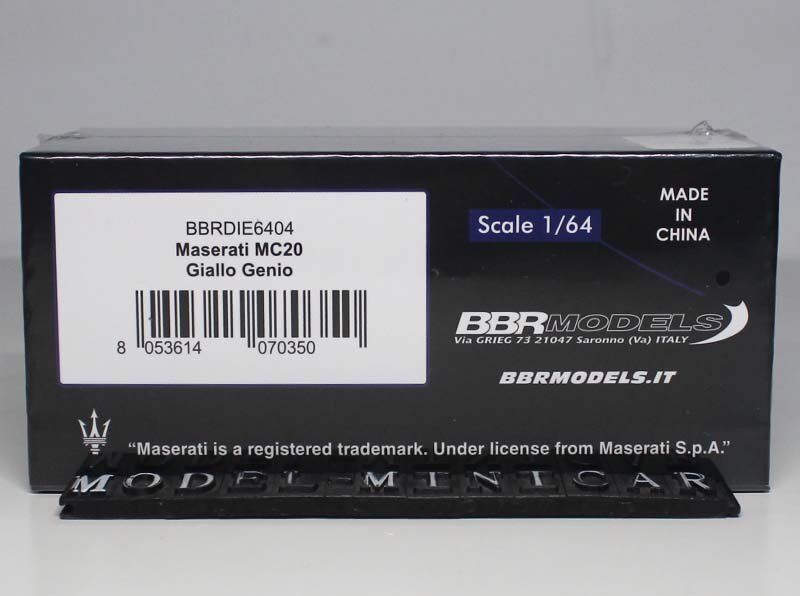 BBRDIE6404
Maserati MC20
Giallo Genio
8 053614 070350
Scale 1/64
MADE
IN
CHINA
BBRMODELS
Via GRIEG 73 21047 Saronno (Va) ITALY
BBRMODELS.IT
“Maserati is a registered trademark. Under license from Maserati S.p.A.”
MODEL-MINICAR